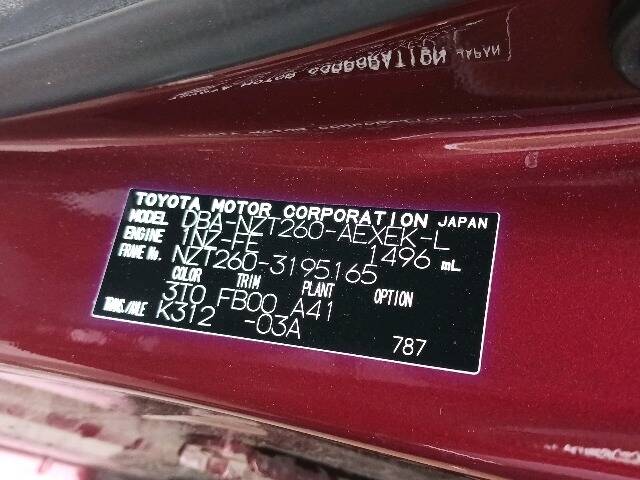 TOYOTA MOTOR CORPORATION JAPAN
MODEL DBA-NZT260-AEXEK-L
ENGINE 1NZ-FE 1496 mL
FRAME No. NZT260-3195165
COLOR TRIM PLANT OPTION
3T0 FB00 A41
TRANS./AXLE K312 -03A
787